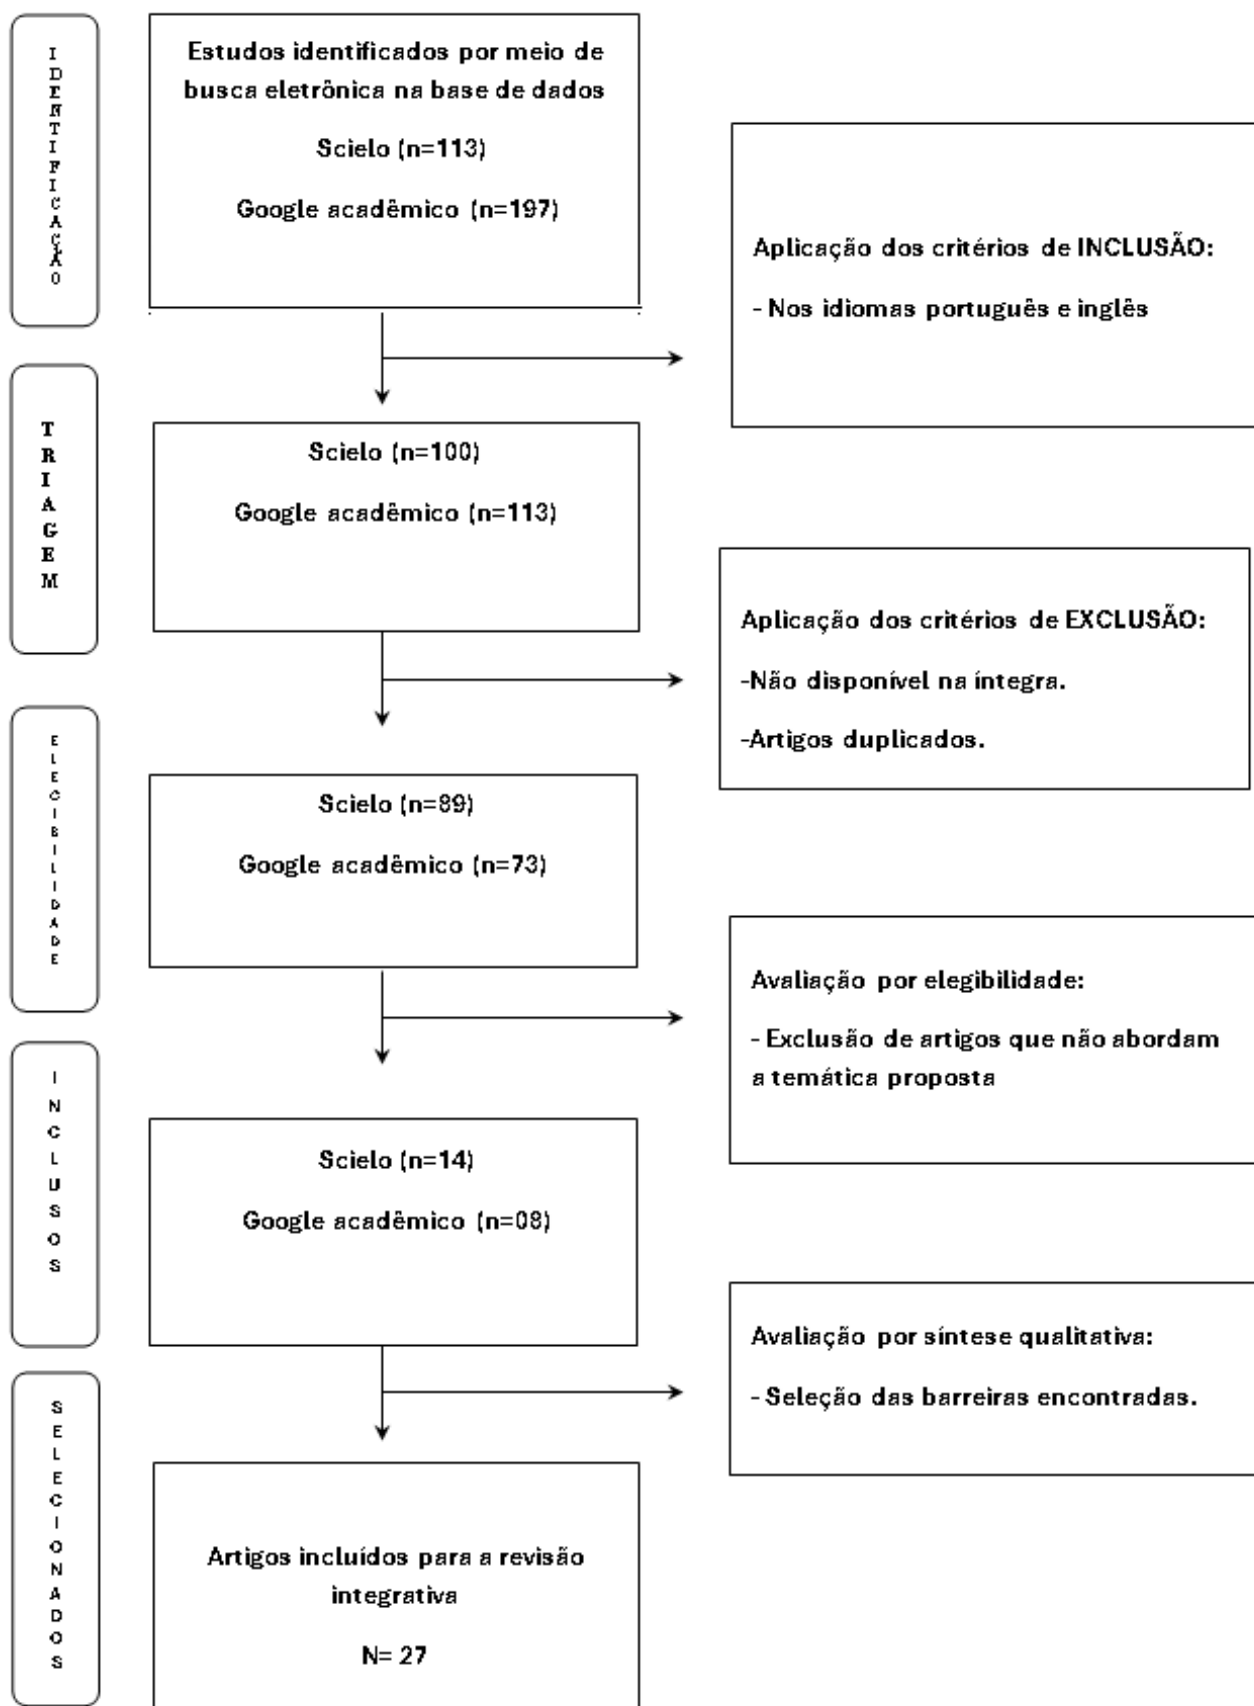 IDENTIFICAÇÃO
Estudos identificados por meio de
busca eletrônica na base de dados
Scielo (n=113)
Google acadêmico (n=197)
Aplicação dos critérios de INCLUSÃO:
- Nos idiomas português e inglês
TRIAGEM
Scielo (n=100)
Google acadêmico (n=113)
Aplicação dos critérios de EXCLUSÃO:
-Não disponível na íntegra.
-Artigos duplicados.
ELEGIBILIDADE
Scielo (n=89)
Google acadêmico (n=73)
Avaliação por elegibilidade:
- Exclusão de artigos que não abordam
a temática proposta
INCLUSOS
Scielo (n=14)
Google acadêmico (n=08)
Avaliação por síntese qualitativa:
- Seleção das barreiras encontradas.
SELECIONADOS
Artigos incluídos para a revisão
integrativa
N= 27